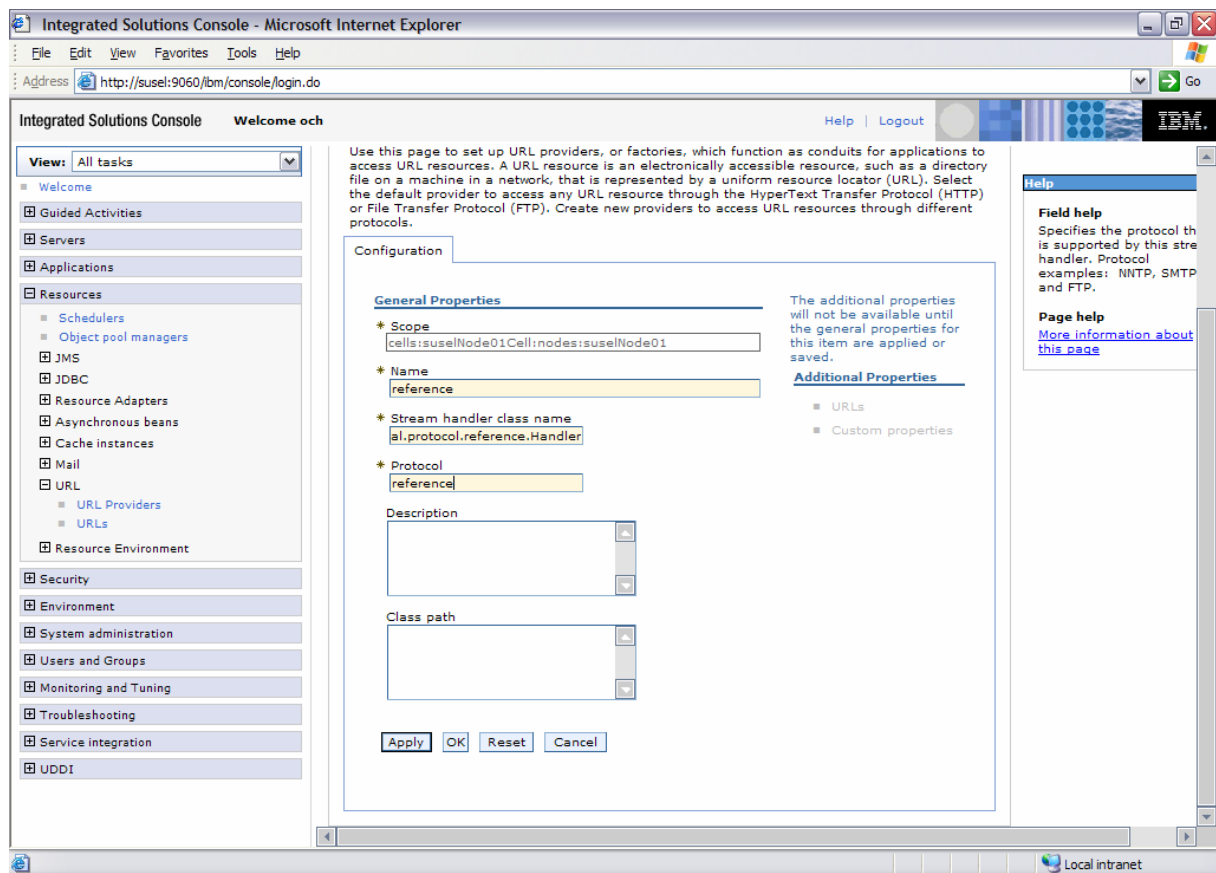 Integrated Solutions Console - Microsoft Internet Explorer
File Edit View Favorites Tools Help
Address http://susel:9060/ibm/console/login.do Go
Integrated Solutions Console Welcome och Help | Logout IBM.
View: All tasks
Welcome
Guided Activities
Servers
Applications
Resources
Schedulers
Object pool managers
JMS
JDBC
Resource Adapters
Asynchronous beans
Cache instances
Mail
URL
URL Providers
URLs
Resource Environment
Security
Environment
System administration
Users and Groups
Monitoring and Tuning
Troubleshooting
Service integration
UDDI
Use this page to set up URL providers, or factories, which function as conduits for applications to
access URL resources. A URL resource is an electronically accessible resource, such as a directory
file on a machine in a network, that is represented by a uniform resource locator (URL). Select
the default provider to access any URL resource through the HyperText Transfer Protocol (HTTP)
or File Transfer Protocol (FTP). Create new providers to access URL resources through different
protocols.
Configuration
General Properties
* Scope
cells:suselNode01Cell:nodes:suselNode01
* Name
reference
* Stream handler class name
al.protocol.reference.Handler
* Protocol
reference
Description
Class path
Apply OK Reset Cancel
The additional properties
will not be available until
the general properties for
this item are applied or
saved.
Additional Properties
URLs
Custom properties
Help
Field help
Specifies the protocol th
is supported by this stre
handler. Protocol
examples: NNTP, SMTP
and FTP.
Page help
More information about
this page
Local intranet